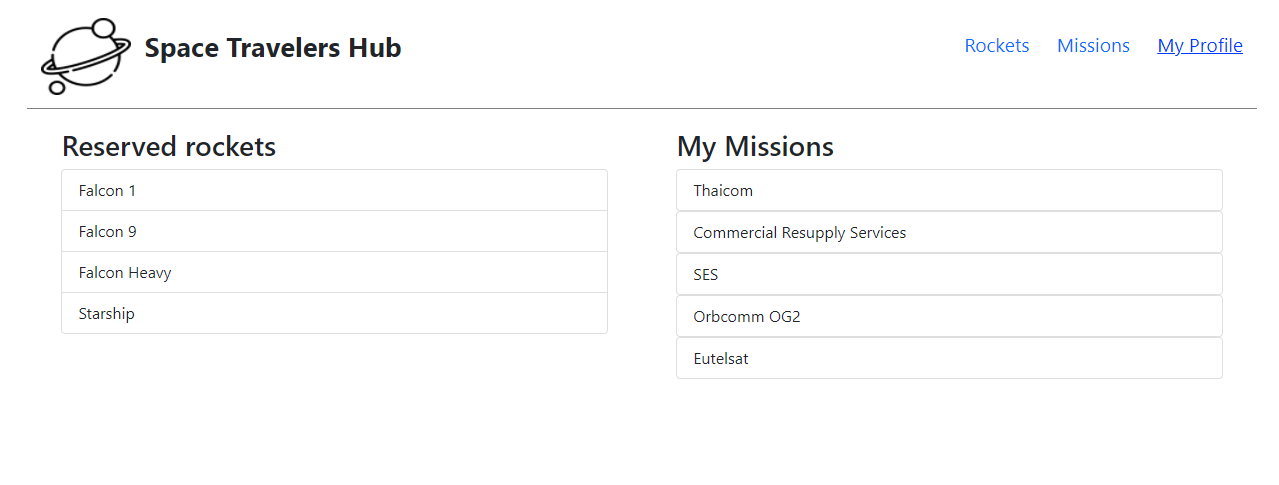 Space Travelers Hub
Rockets Missions My Profile
Reserved rockets
Falcon 1
Falcon 9
Falcon Heavy
Starship
My Missions
Thaicom
Commercial Resupply Services
SES
Orbcomm OG2
Eutelsat